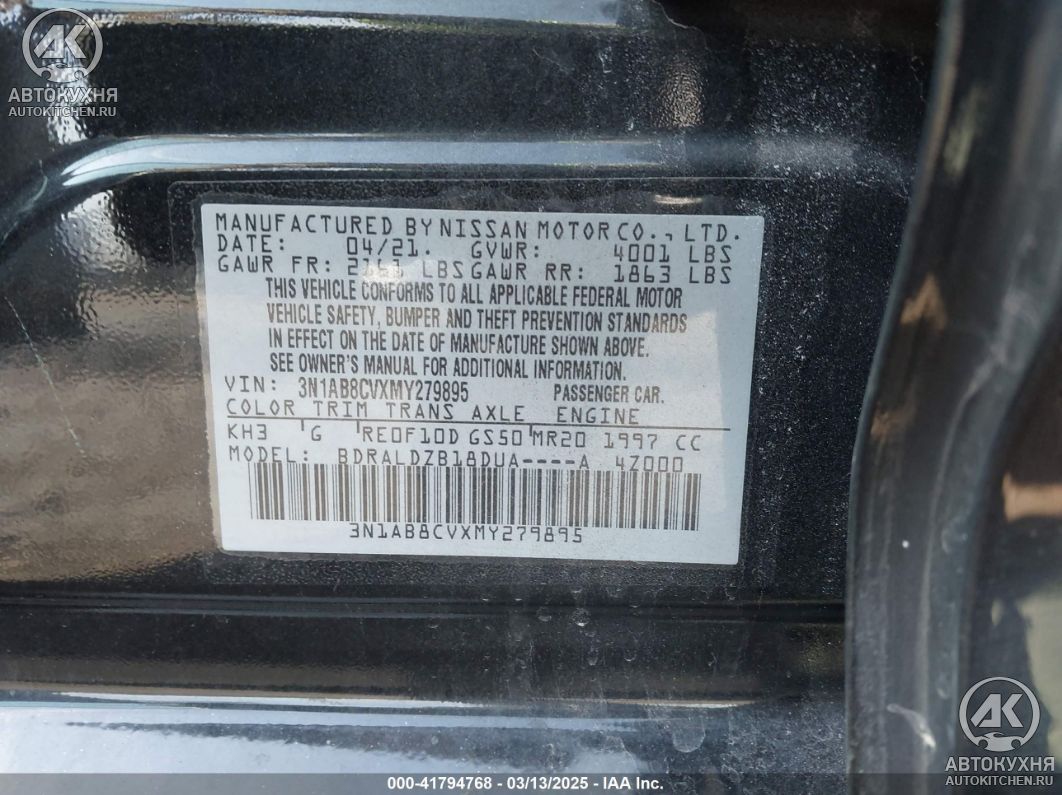 АК
АВТОКУХНЯ
AUTOKITCHEN.RU
MANUFACTURED BY NISSAN MOTOR CO., LTD.
DATE: 04/21. GVWR: 4001 LBS
GAWR FR: 2161 LBS GAWR RR: 1863 LBS
THIS VEHICLE CONFORMS TO ALL APPLICABLE FEDERAL MOTOR
VEHICLE SAFETY, BUMPER AND THEFT PREVENTION STANDARDS
IN EFFECT ON THE DATE OF MANUFACTURE SHOWN ABOVE.
SEE OWNER'S MANUAL FOR ADDITIONAL INFORMATION.
VIN: 3N1AB8CVXMY279895 PASSENGER CAR.
COLOR TRIM TRANS AXLE ENGINE
KH3 G RE0F10D GS50 MR20 1997 CC
MODEL: BDRALDZB18DUA----A 4Z000
3N1AB8CVXMY279895
АК
АВТОКУХНЯ
AUTOKITCHEN.RU
000-41794768 - 03/13/2025 - IAA Inc.